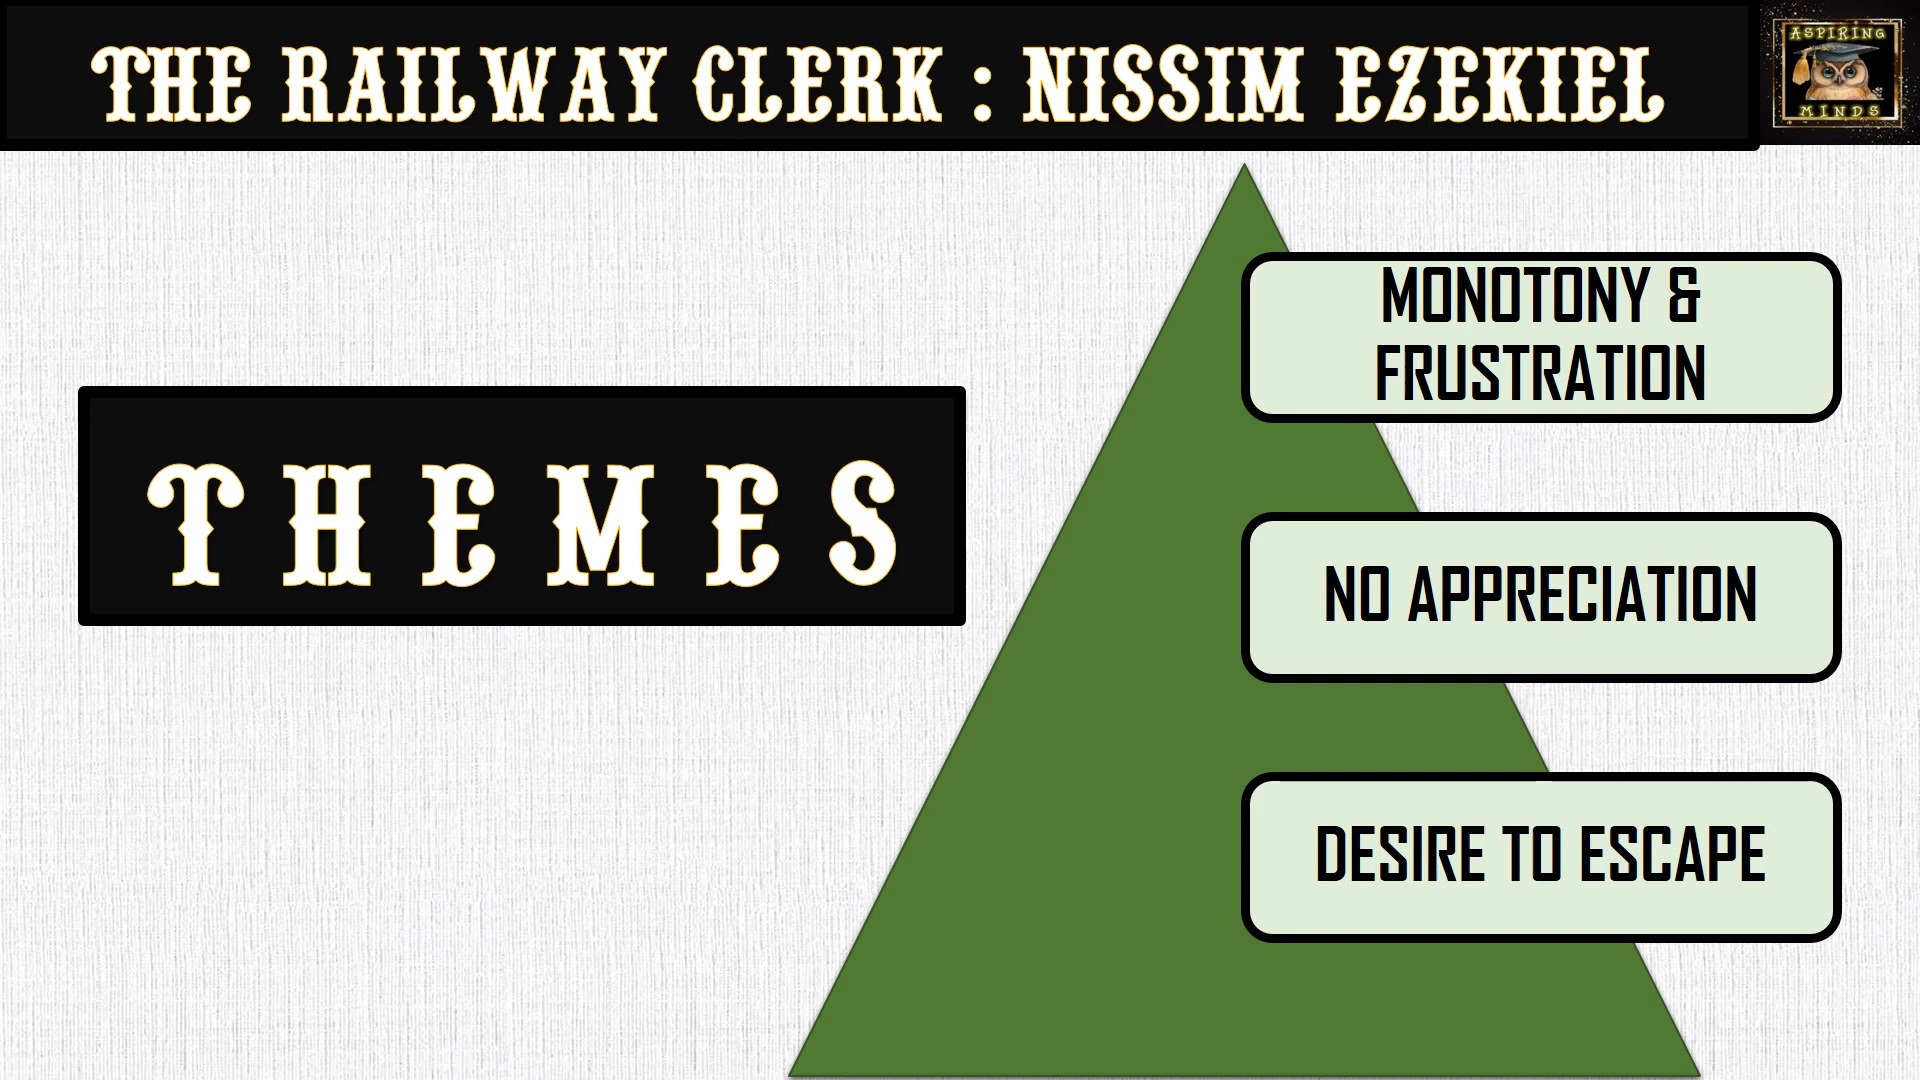 THE RAILWAY CLERK : NISSIM EZEKIEL
ASPIRING
MINDS
THEMES
MONOTONY &
FRUSTRATION
NO APPRECIATION
DESIRE TO ESCAPE